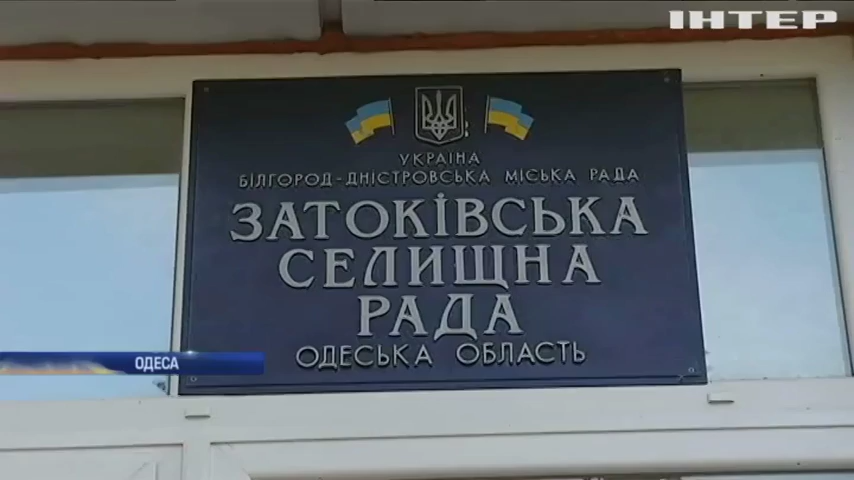 ІНТЕР
УКРАЇНА
БІЛГОРОД-ДНІСТРОВСЬКА МІСЬКА РАДА
ЗАТОКІВСЬКА
СЕЛИЩНА
РАДА
ОДЕСЬКА ОБЛАСТЬ
ОДЕСА